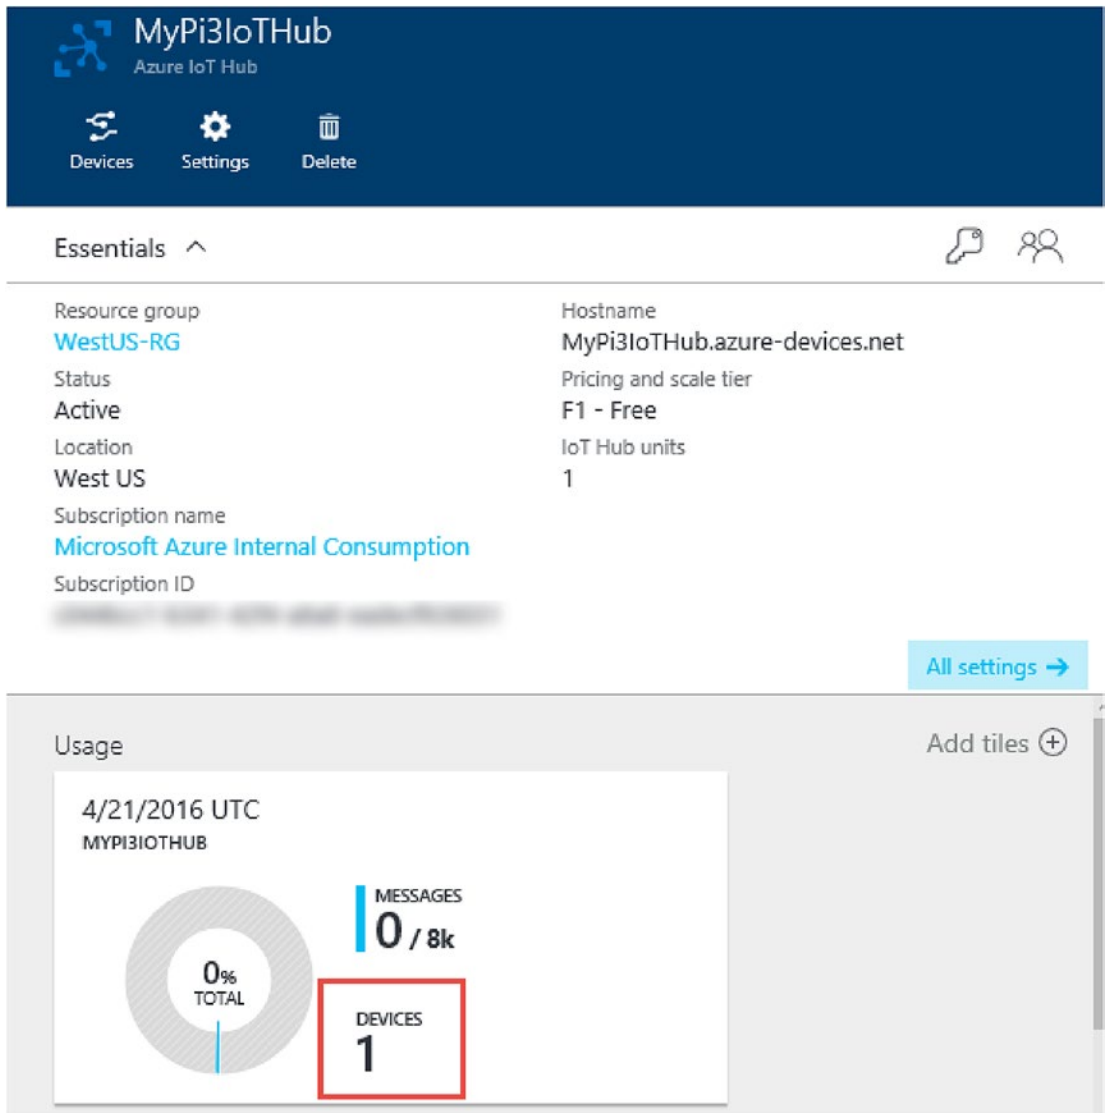 MyPi3IoTHub
Azure IoT Hub
Devices Settings Delete
Essentials
Resource group
WestUS-RG
Status
Active
Location
West US
Subscription name
Microsoft Azure Internal Consumption
Subscription ID
Hostname
MyPi3IoTHub.azure-devices.net
Pricing and scale tier
F1 - Free
IoT Hub units
1
All settings →
Usage
Add tiles
4/21/2016 UTC
MYPI3IOTHUB
0%
TOTAL
MESSAGES
0 / 8k
DEVICES
1